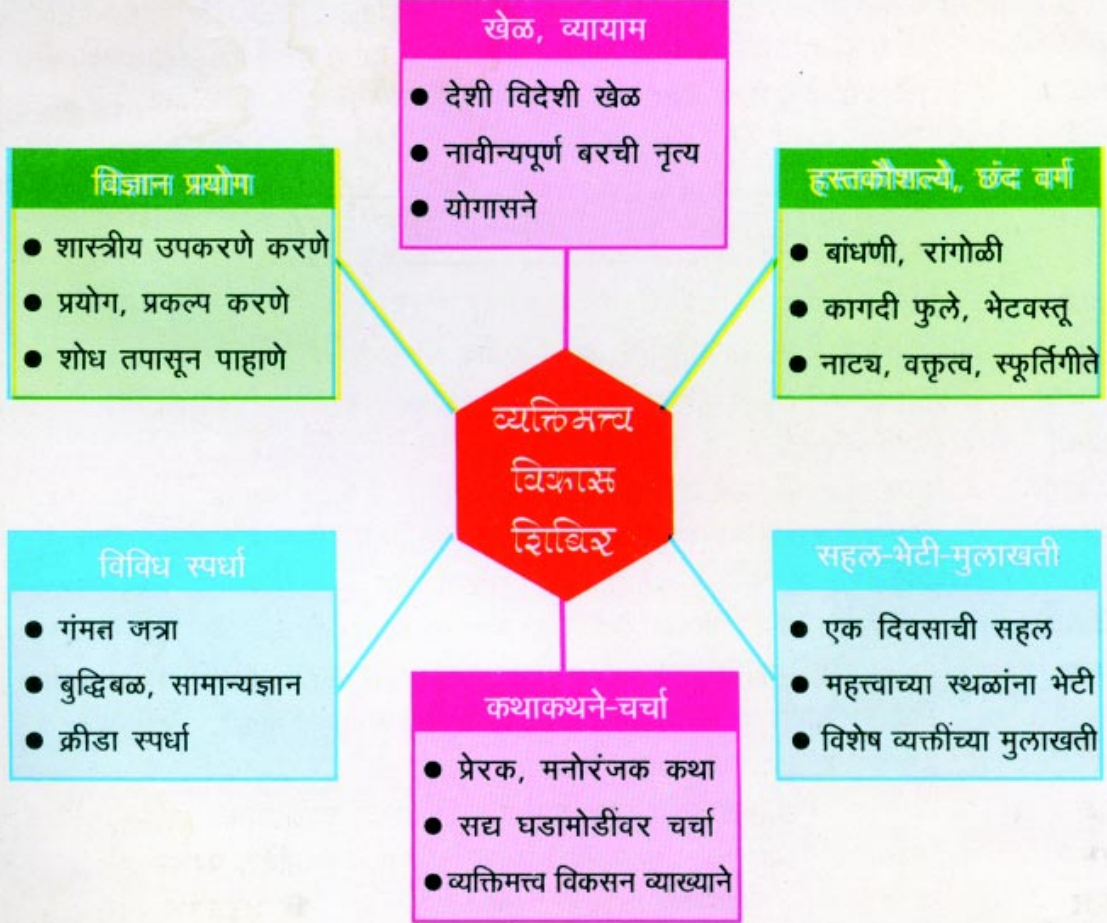 खेळ, व्यायाम
● देशी विदेशी खेळ
● नावीन्यपूर्ण बरची नृत्य
● योगासने
विज्ञान प्रयोग
● शास्त्रीय उपकरणे करणे
● प्रयोग, प्रकल्प करणे
● शोध तपासून पाहाणे
हस्तकौशल्ये, छंद वर्ग
● बांधणी, रांगोळी
● कागदी फुले, भेटवस्तू
● नाट्य, वक्तृत्व, स्फूर्तिगीते
व्यक्तिमत्त्व
विकास
शिबिर
विविध स्पर्धा
● गंमत जत्रा
● बुद्धिबळ, सामान्यज्ञान
● क्रीडा स्पर्धा
सहल-भेटी-मुलाखती
● एक दिवसाची सहल
● महत्त्वाच्या स्थळांना भेटी
● विशेष व्यक्तींच्या मुलाखती
कथाकथने-चर्चा
● प्रेरक, मनोरंजक कथा
● सद्य घडामोडींवर चर्चा
● व्यक्तिमत्त्व विकसन व्याख्याने